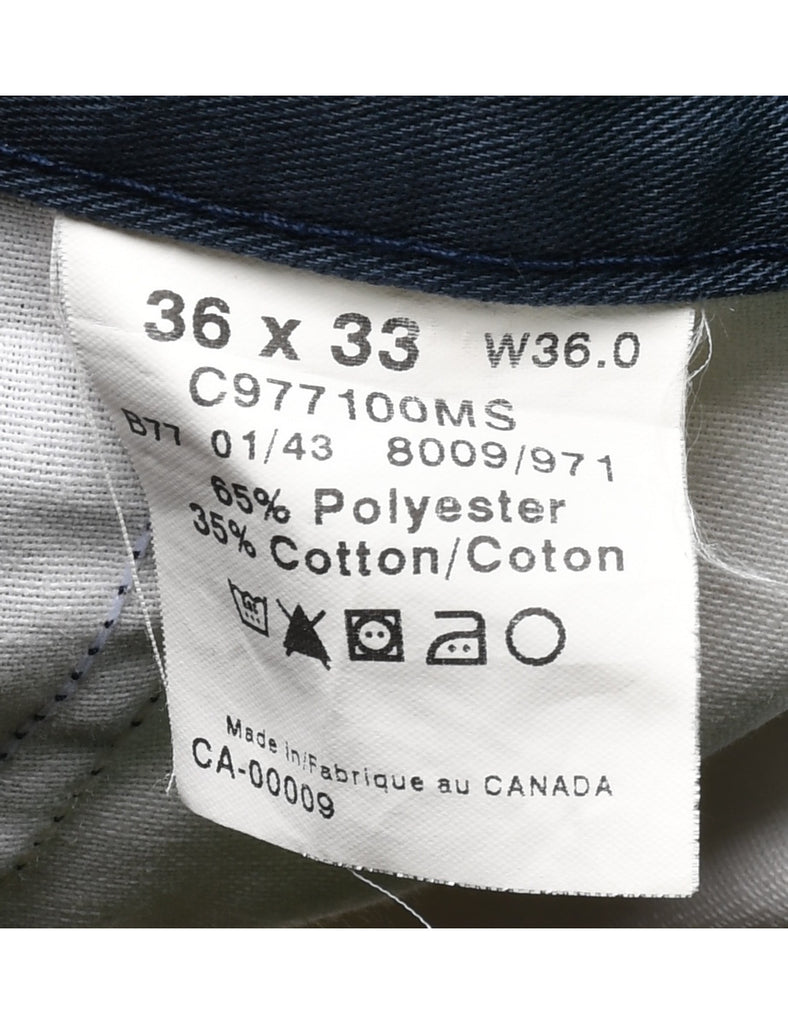 36 x 33 W36.0
C977100MS
B77 01/43 8009/971
65% Polyester
35% Cotton/Coton
Made in/Fabrique au CANADA
CA-00009